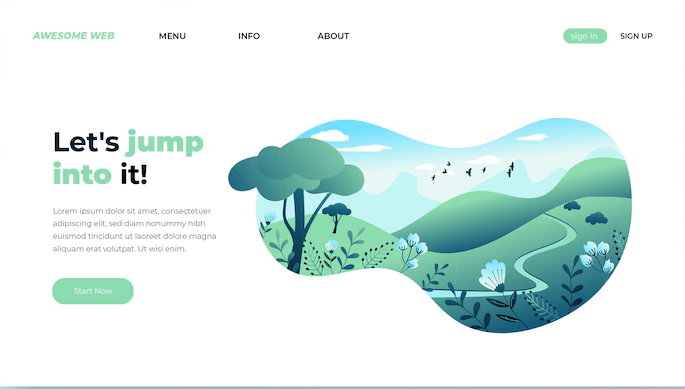 AWESOME WEB
MENU
INFO
ABOUT
sign in
SIGN UP
Let's jump
into it!
Lorem ipsum dolor sit amet, consectetuer
adipiscing elit, sed diam nonummy nibh
euismod tincidunt ut laoreet dolore magna
aliquam erat volutpat. Ut wisi enim.
Start Now